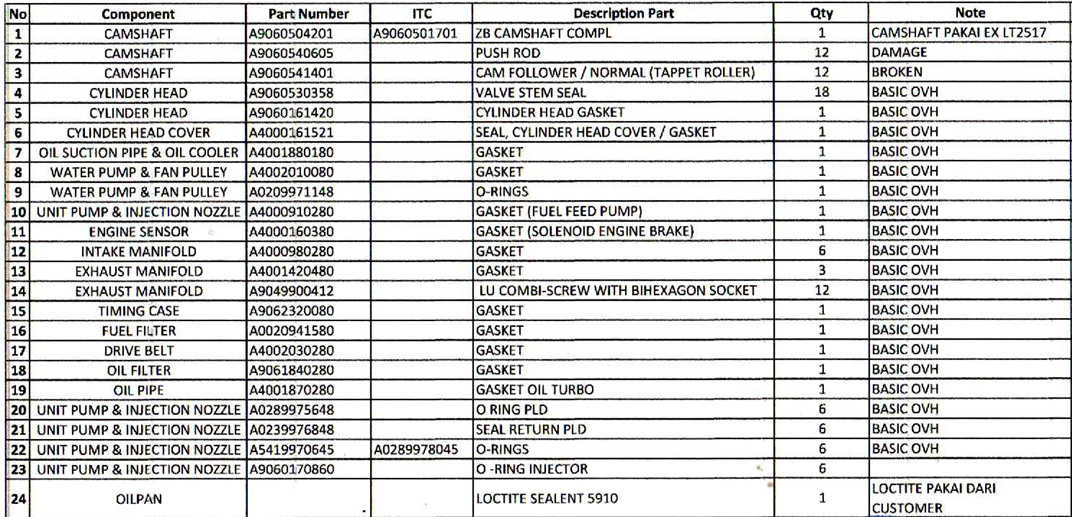 No Component Part Number ITC Description Part Qty Note
1 CAMSHAFT A9060504201 A9060501701 ZB CAMSHAFT COMPL 1 CAMSHAFT PAKAI EX LT2517
2 CAMSHAFT A9060540605 PUSH ROD 12 DAMAGE
3 CAMSHAFT A9060541401 CAM FOLLOWER / NORMAL (TAPPET ROLLER) 12 BROKEN
4 CYLINDER HEAD A9060530358 VALVE STEM SEAL 18 BASIC OVH
5 CYLINDER HEAD A9060161420 CYLINDER HEAD GASKET 1 BASIC OVH
6 CYLINDER HEAD COVER A4000161521 SEAL, CYLINDER HEAD COVER / GASKET 1 BASIC OVH
7 OIL SUCTION PIPE & OIL COOLER A4001880180 GASKET 1 BASIC OVH
8 WATER PUMP & FAN PULLEY A4002010080 GASKET 1 BASIC OVH
9 WATER PUMP & FAN PULLEY A0209971148 O-RINGS 1 BASIC OVH
10 UNIT PUMP & INJECTION NOZZLE A4000910280 GASKET (FUEL FEED PUMP) 1 BASIC OVH
11 ENGINE SENSOR A4000160380 GASKET (SOLENOID ENGINE BRAKE) 1 BASIC OVH
12 INTAKE MANIFOLD A4000980280 GASKET 6 BASIC OVH
13 EXHAUST MANIFOLD A4001420480 GASKET 3 BASIC OVH
14 EXHAUST MANIFOLD A9049900412 LU COMBI-SCREW WITH BIHEXAGON SOCKET 12 BASIC OVH
15 TIMING CASE A9062320080 GASKET 1 BASIC OVH
16 FUEL FILTER A0020941580 GASKET 1 BASIC OVH
17 DRIVE BELT A4002030280 GASKET 1 BASIC OVH
18 OIL FILTER A9061840280 GASKET 1 BASIC OVH
19 OIL PIPE A4001870280 GASKET OIL TURBO 1 BASIC OVH
20 UNIT PUMP & INJECTION NOZZLE A0289975648 O RING PLD 6 BASIC OVH
21 UNIT PUMP & INJECTION NOZZLE A0239976848 SEAL RETURN PLD 6 BASIC OVH
22 UNIT PUMP & INJECTION NOZZLE A5419970645 A0289978045 O-RINGS 6 BASIC OVH
23 UNIT PUMP & INJECTION NOZZLE A9060170860 O -RING INJECTOR 6
24 OILPAN LOCTITE SEALENT 5910 1 LOCTITE PAKAI DARI
CUSTOMER